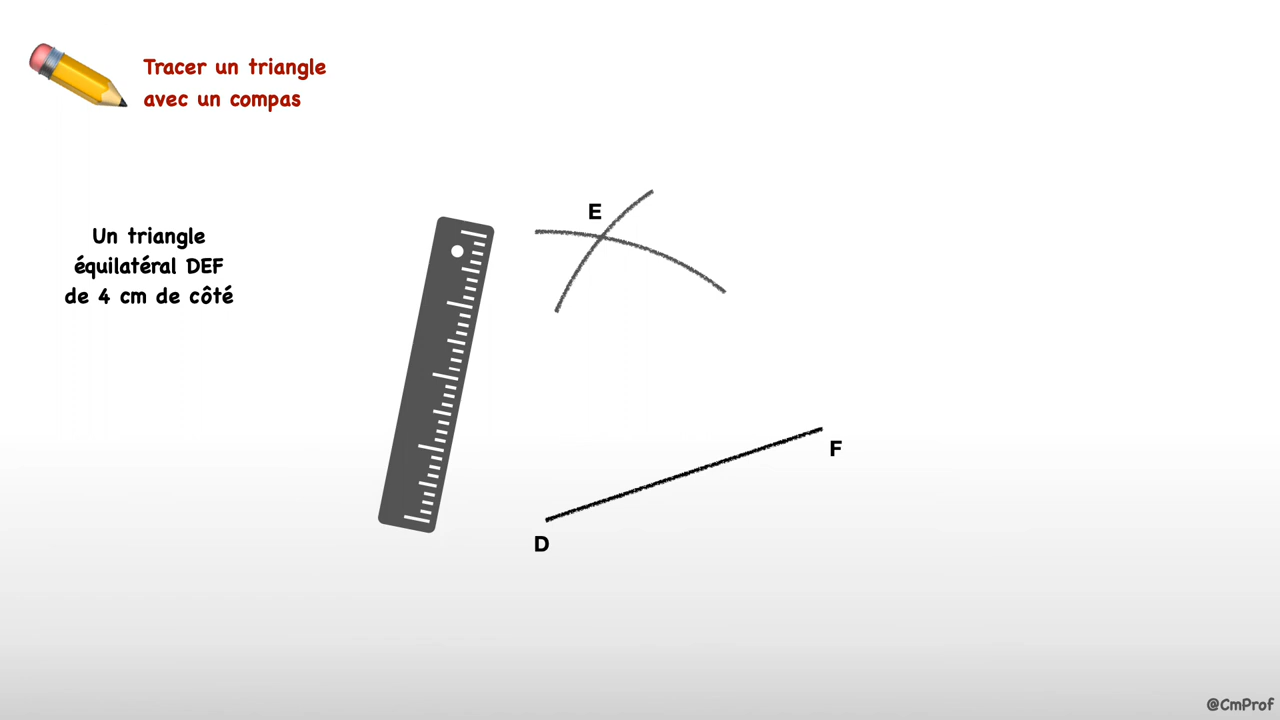 Tracer un triangle
avec un compas
Un triangle
équilatéral DEF
de 4 cm de côté
E
F
D
@CmProf